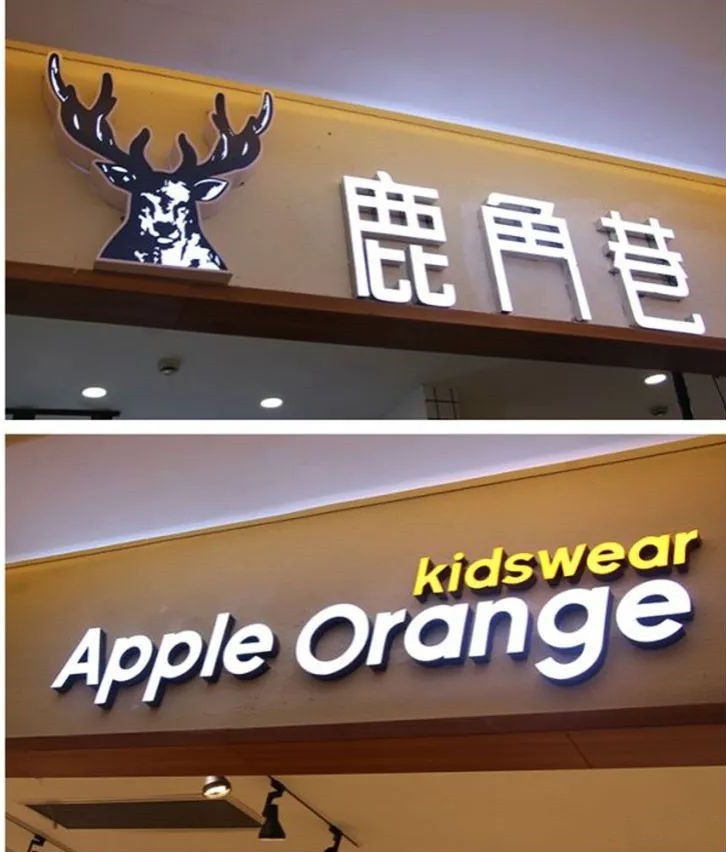 鹿角巷
kidswear
Apple Orange